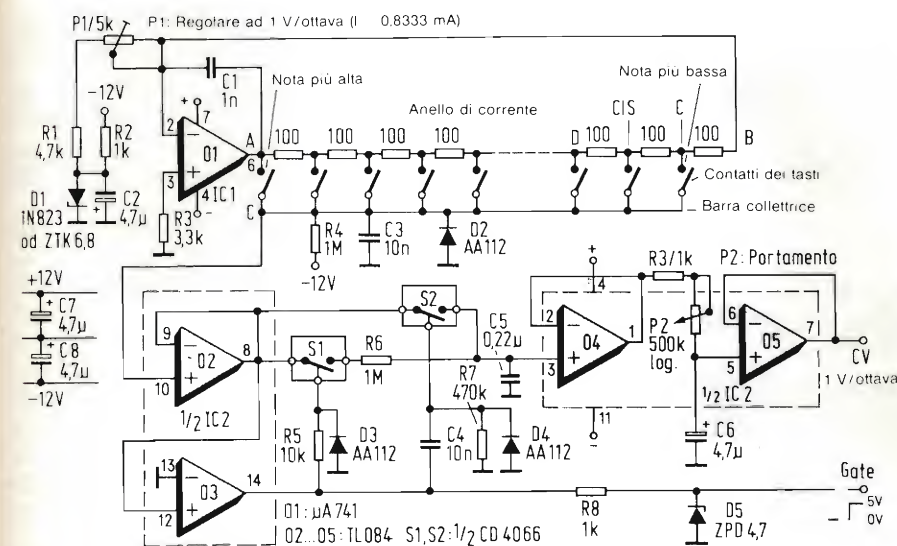 P1/5k
P1: Regolare ad 1 V/ottava (I 0.8333 mA)
C1
1n
Nota più alta
Nota più bassa
-12V
Anello di corrente
CIS
C
R1
4,7k
R2
1k
+
7
2
-
O1
+
3
4
-
IC1
A
6
100
100
100
100
D
100
100
100
B
D1
1N823
od ZTK 6,8
C2
4,7µ
+
R3
3,3k
C
R4
1M
-12V
C3
10n
D2
AA112
Contatti dei tasti
Barra collettrice
+12V
C7
4,7µ
+
C8
4,7µ
+
-12V
9
-
O2
8
+
10
1/2 IC2
S2
S1
R6
1M
C5
0,22µ
+
4
2
-
O4
1
+
3
11
-
R3/1k
P2: Portamento
P2
500k
log.
6
-
O5
7
+
5
1/2 IC 2
CV
1 V/ottava
R5
10k
D3
AA112
C4
10n
R7
470k
D4
AA112
C6
4,7µ
+
13
-
O3
14
+
12
R8
1k
D5
ZPD 4,7
Gate
5V
0V
O1: µA 741
O2...O5: TL084 S1,S2: 1/2 CD 4066